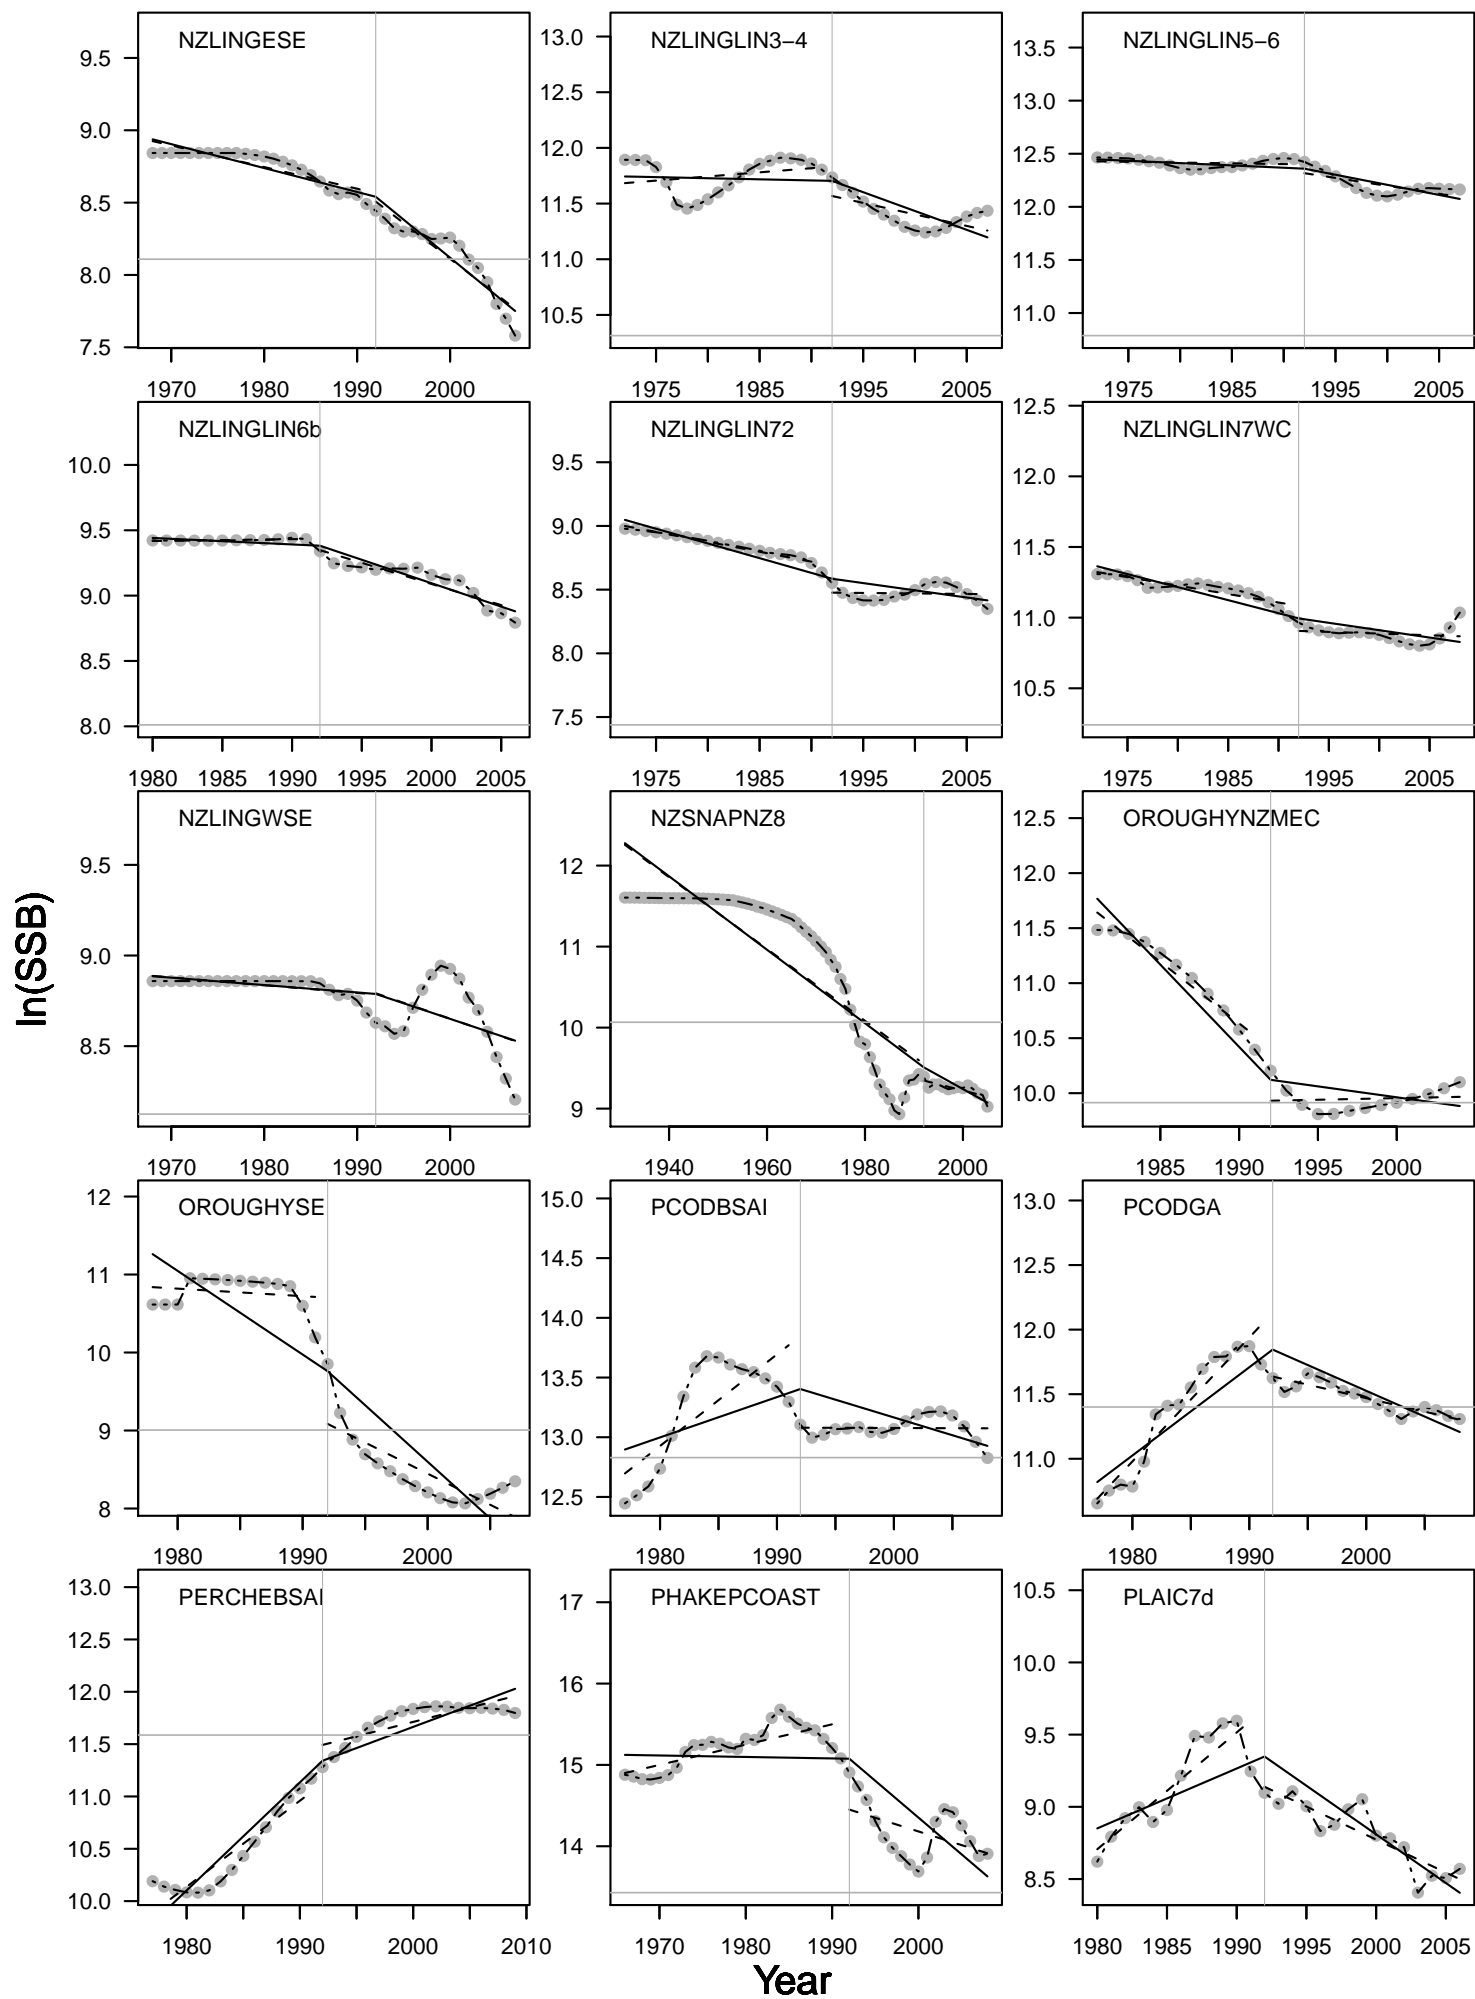 NZLINGESE
9.5
9.0
8.5
8.0
7.5
1970 1980 1990 2000
NZLINGLIN3−4
13.0
12.5
12.0
11.5
11.0
10.5
1975 1985 1995 2005
NZLINGLIN5−6
13.5
13.0
12.5
12.0
11.5
11.0
1975 1985 1995 2005
NZLINGLIN6b
10.0
9.5
9.0
8.5
8.0
1980 1985 1990 1995 2000 2005
NZLINGLIN72
9.5
9.0
8.5
8.0
7.5
1975 1985 1995 2005
NZLINGLIN7WC
12.5
12.0
11.5
11.0
10.5
1975 1985 1995 2005
NZLINGWSE
9.5
9.0
8.5
1970 1980 1990 2000
NZSNAPNZ8
12
11
10
9
1940 1960 1980 2000
OROUGHYNZMEC
12.5
12.0
11.5
11.0
10.5
10.0
1985 1990 1995 2000
OROUGHYSE
12
11
10
9
8
1980 1990 2000
PCODBSAI
15.0
14.5
14.0
13.5
13.0
12.5
1980 1990 2000
PCODGA
13.0
12.5
12.0
11.5
11.0
1980 1990 2000
PERCHEBSAI
13.0
12.5
12.0
11.5
11.0
10.5
10.0
1980 1990 2000 2010
PHAKEPCOAST
17
16
15
14
1970 1980 1990 2000
PLAIC7d
10.5
10.0
9.5
9.0
8.5
1980 1985 1990 1995 2000 2005
ln(SSB)
Year